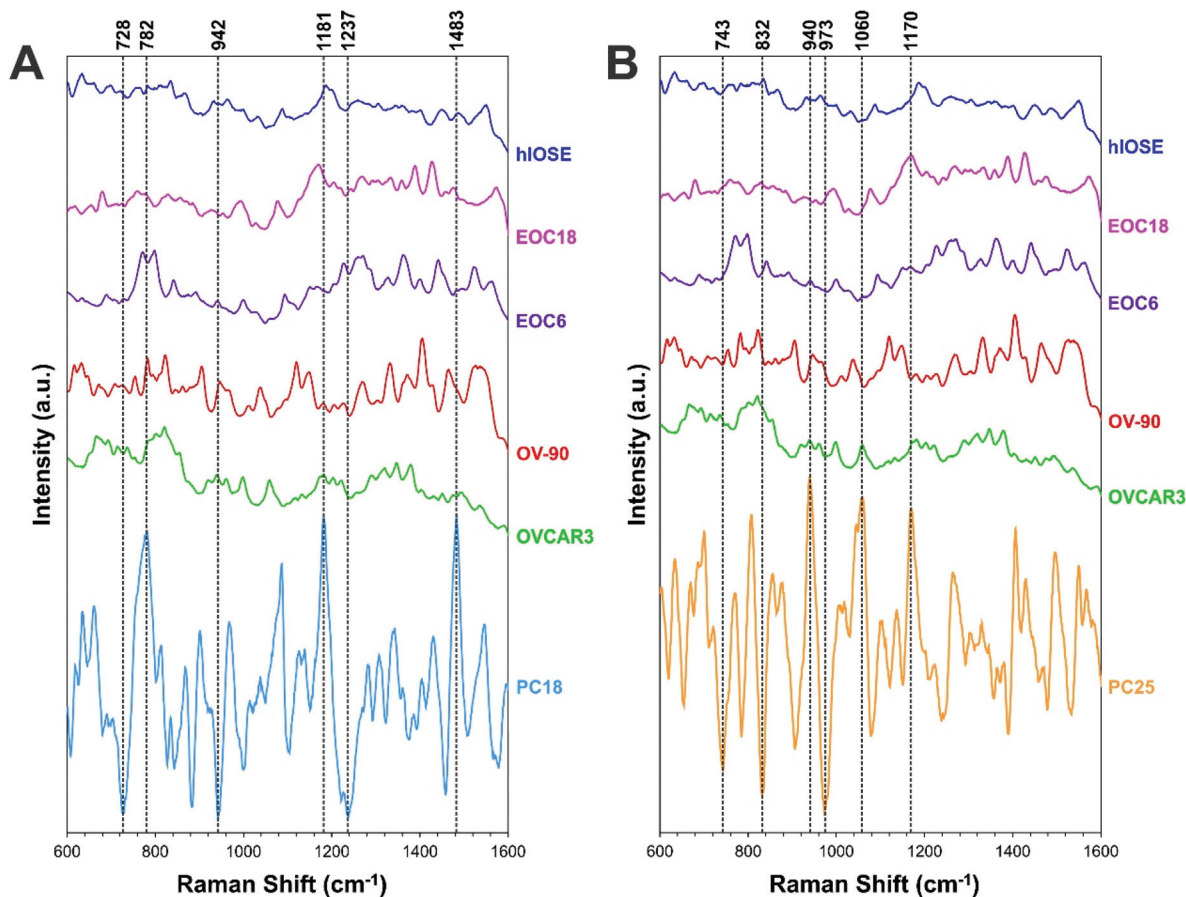 A
728 782 942 1181 1237 1483
hIOSE
EOC18
EOC6
OV-90
OVCAR3
PC18
Intensity (a.u.)
600 800 1000 1200 1400 1600
Raman Shift (cm⁻¹)
B
743 832 940 973 1060 1170
hIOSE
EOC18
EOC6
OV-90
OVCAR3
PC25
Intensity (a.u.)
600 800 1000 1200 1400 1600
Raman Shift (cm⁻¹)